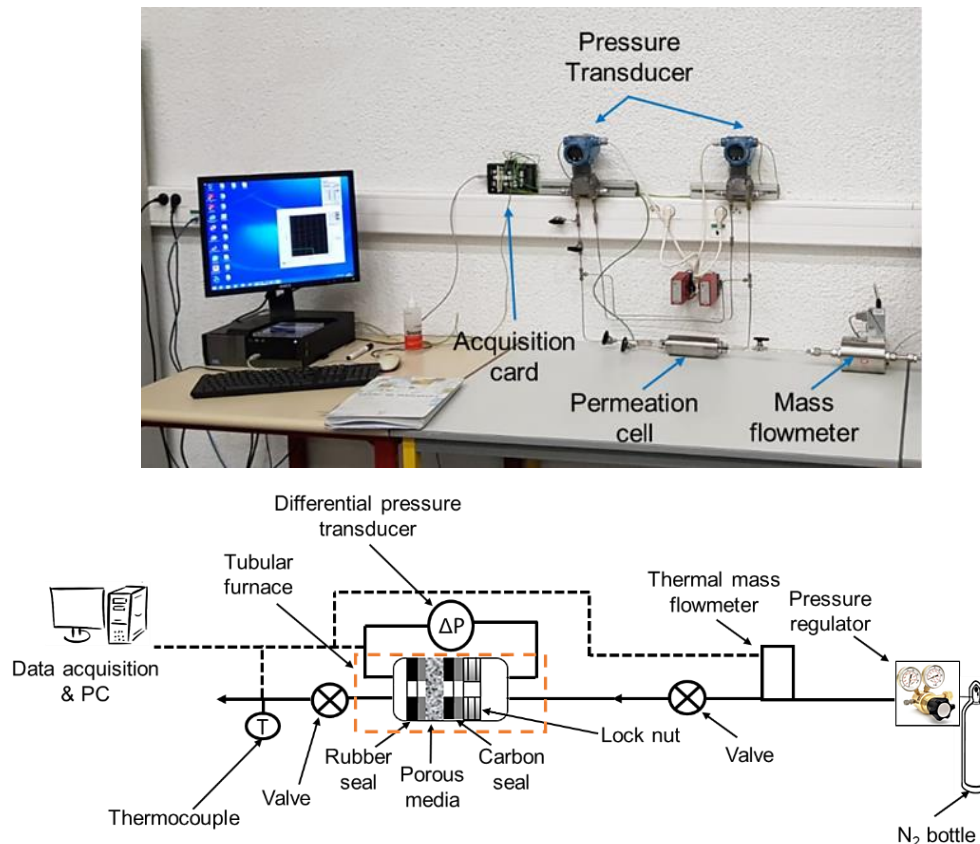 Pressure
Transducer
Acquisition
card
Permeation
cell
Mass
flowmeter
Differential pressure
transducer
Tubular
furnace
Thermal mass
flowmeter
Pressure
regulator
ΔP
Data acquisition
& PC
T
Lock nut
Rubber
seal
Porous
media
Carbon
seal
Valve
Valve
Thermocouple
N₂ bottle